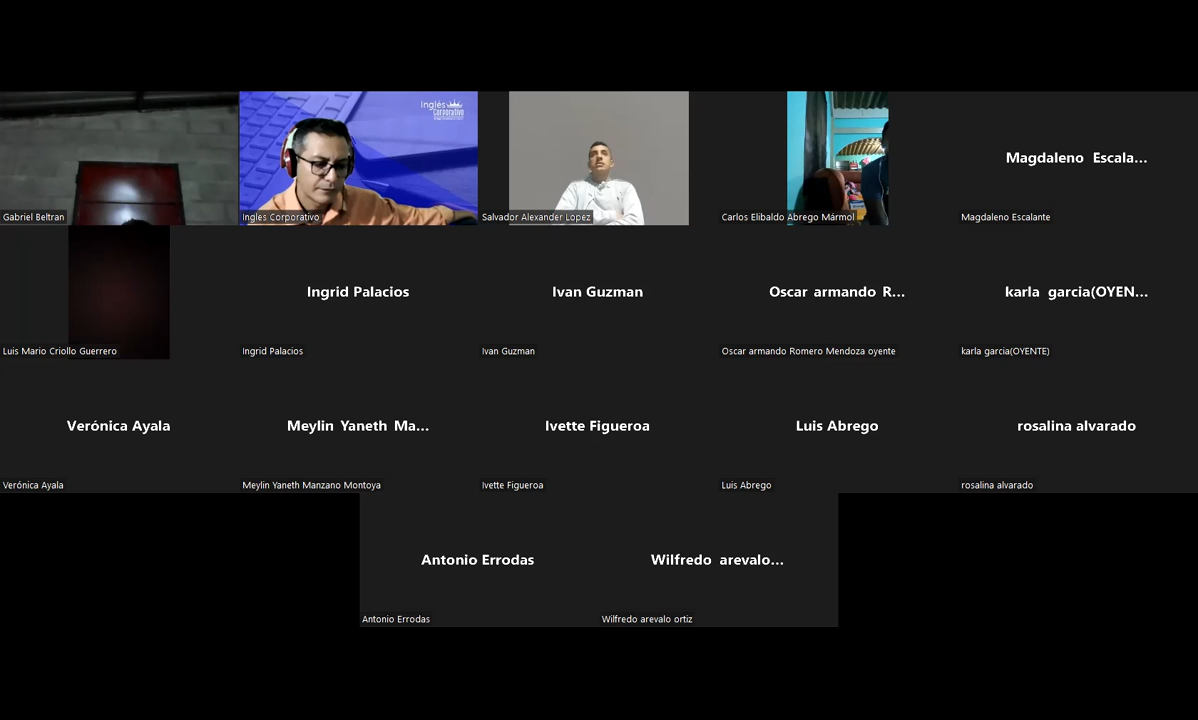 Inglés
Corporativo
Gabriel Beltran
Ingles Corporativo
Salvador Alexander Lopez
Carlos Elibaldo Abrego Mármol
Magdaleno Escala...
Magdaleno Escalante
Luis Mario Criollo Guerrero
Ingrid Palacios
Ingrid Palacios
Ivan Guzman
Ivan Guzman
Oscar armando R...
Oscar armando Romero Mendoza oyente
karla garcia(OYEN...
karla garcia(OYENTE)
Verónica Ayala
Verónica Ayala
Meylin Yaneth Ma...
Meylin Yaneth Manzano Montoya
Ivette Figueroa
Ivette Figueroa
Luis Abrego
Luis Abrego
rosalina alvarado
rosalina alvarado
Antonio Errodas
Antonio Errodas
Wilfredo arevalo...
Wilfredo arevalo ortiz